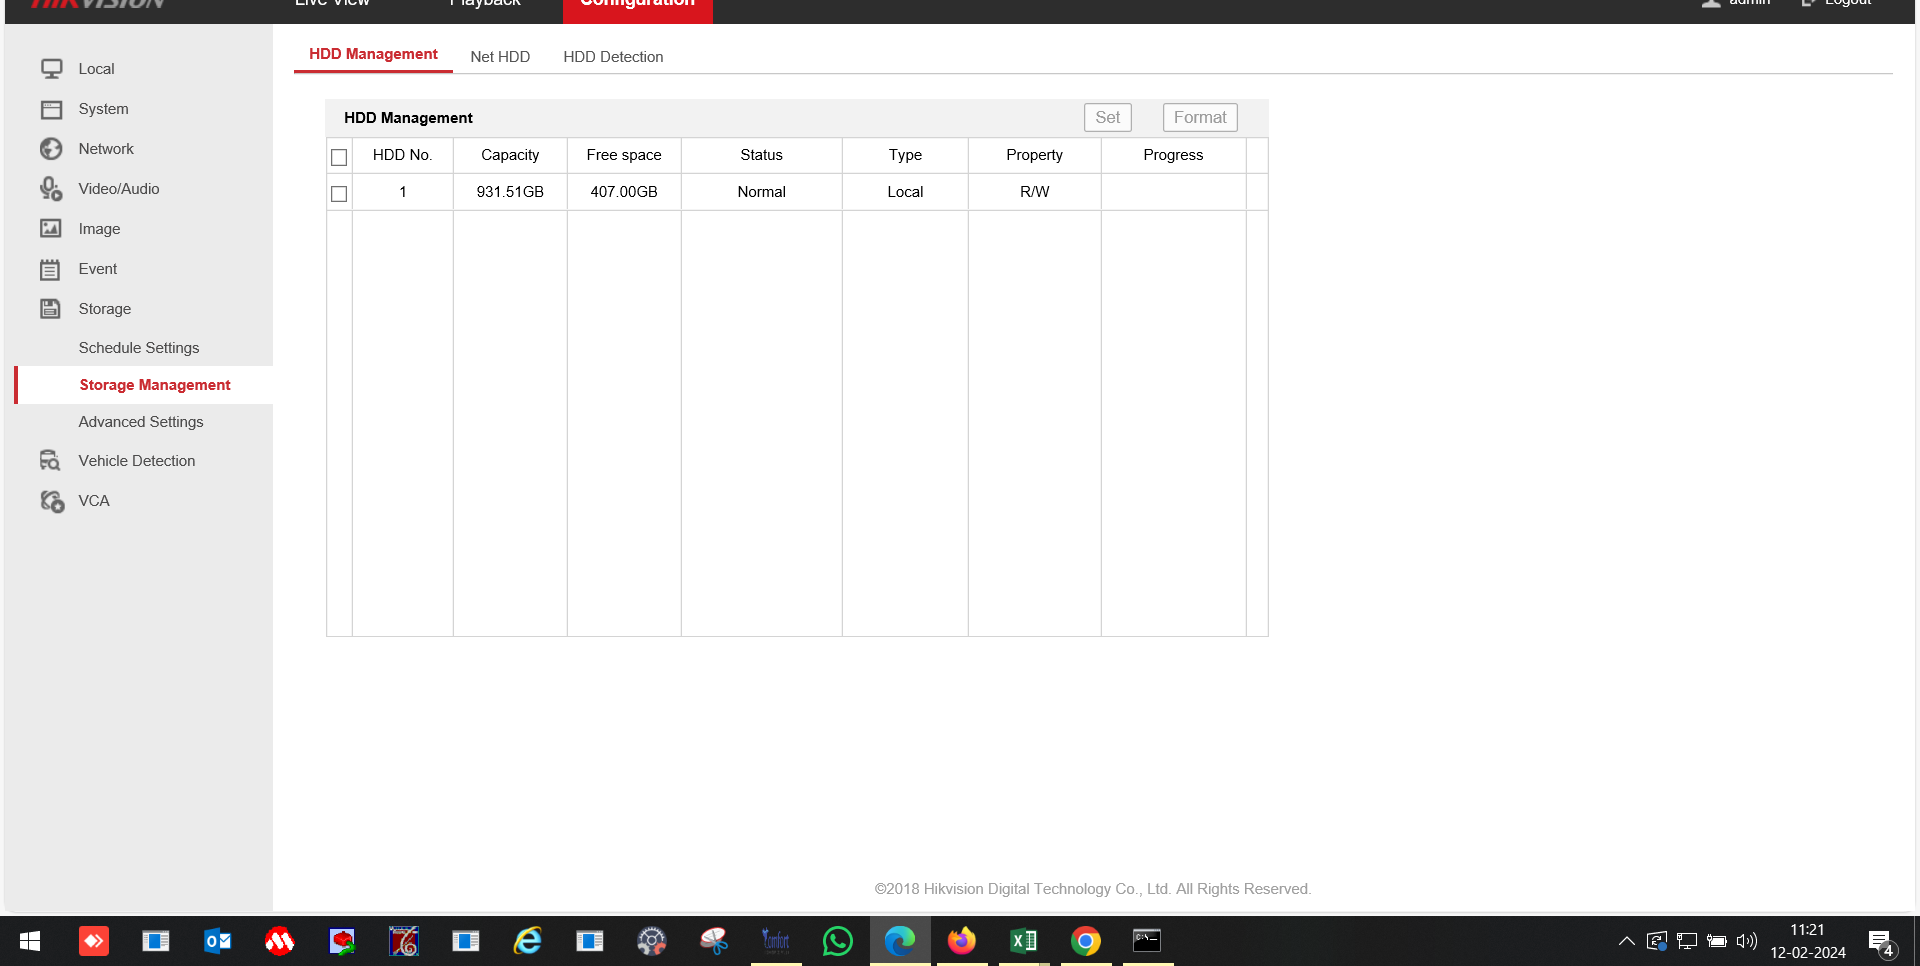 HIKVISION Live View Playback Configuration admin Logout
HDD Management Net HDD HDD Detection
Local
System
Network
Video/Audio
Image
Event
Storage
Schedule Settings
Storage Management
Advanced Settings
Vehicle Detection
VCA
HDD Management Set Format
HDD No. Capacity Free space Status Type Property Progress
1 931.51GB 407.00GB Normal Local R/W
©2018 Hikvision Digital Technology Co., Ltd. All Rights Reserved.
11:21
12-02-2024
4